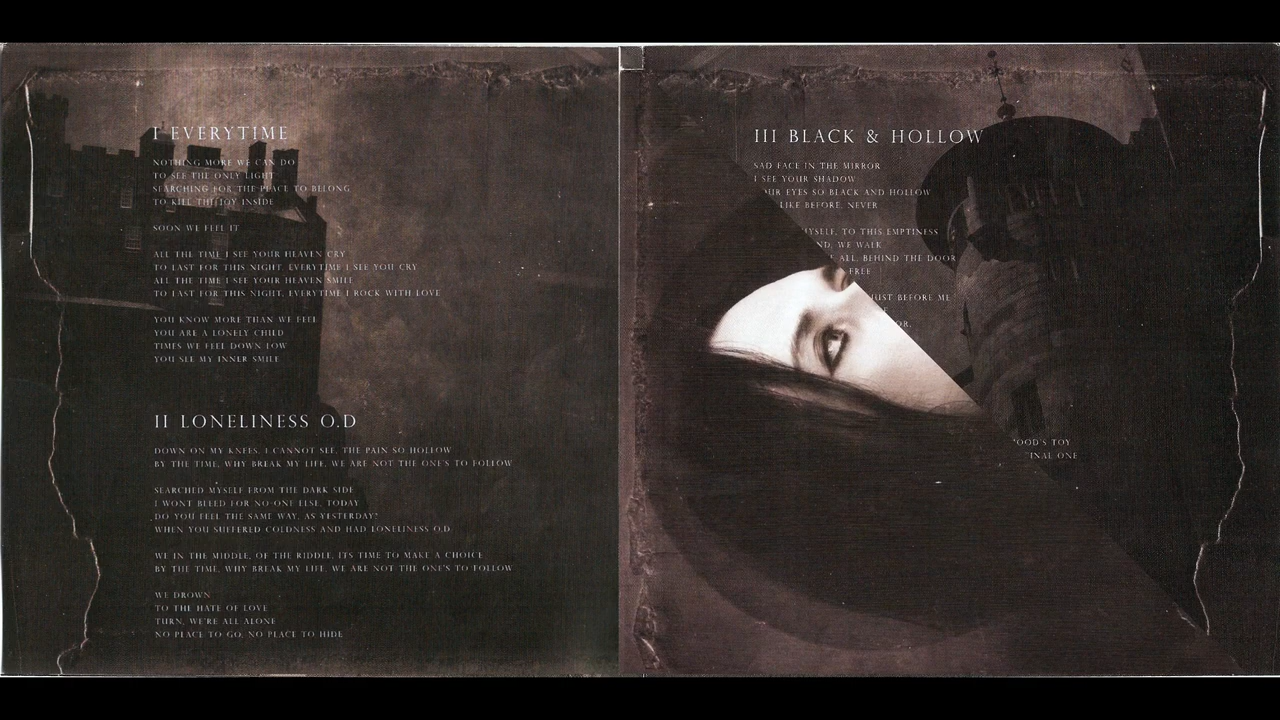 I EVERYTIME
NOTHING MORE WE CAN DO
TO SEE THE ONLY LIGHT
SEARCHING FOR THE PLACE TO BELONG
TO KILL THE JOY INSIDE
SOON WE FEEL IT
ALL THE TIME I SEE YOUR HEAVEN CRY
TO LAST FOR THIS NIGHT, EVERYTIME I SEE YOU CRY
ALL THE TIME I SEE YOUR HEAVEN SMILE
TO LAST FOR THIS NIGHT, EVERYTIME I ROCK WITH LOVE
YOU KNOW MORE THAN WE FEEL
YOU ARE A LONELY CHILD
TIMES WE FEEL DOWN LOW
YOU SEE MY INNER SMILE
II LONELINESS O.D
DOWN ON MY KNEES, I CANNOT SEE, THE PAIN SO HOLLOW
BY THE TIME, WHY BREAK MY LIFE, WE ARE NOT THE ONE'S TO FOLLOW
SEARCHED MYSELF FROM THE DARK SIDE
I WONT BLEED FOR NO-ONE ELSE, TODAY
DO YOU FEEL THE SAME WAY, AS YESTERDAY?
WHEN YOU SUFFERED COLDNESS AND HAD LONELINESS O.D.
WE IN THE MIDDLE, OF THE RIDDLE, ITS TIME TO MAKE A CHOICE
BY THE TIME, WHY BREAK MY LIFE, WE ARE NOT THE ONE'S TO FOLLOW
WE DROWN
TO THE HATE OF LOVE
TURN, WE'RE ALL ALONE
NO PLACE TO GO, NO PLACE TO HIDE
III BLACK & HOLLOW
SAD FACE IN THE MIRROR
I SEE YOUR SHADOW
YOUR EYES SO BLACK AND HOLLOW
LIKE BEFORE, NEVER
MYSELF, TO THIS EMPTINESS
WE WALK
ALL, BEHIND THE DOOR
FREE
JUST BEFORE ME
TOY
ONE